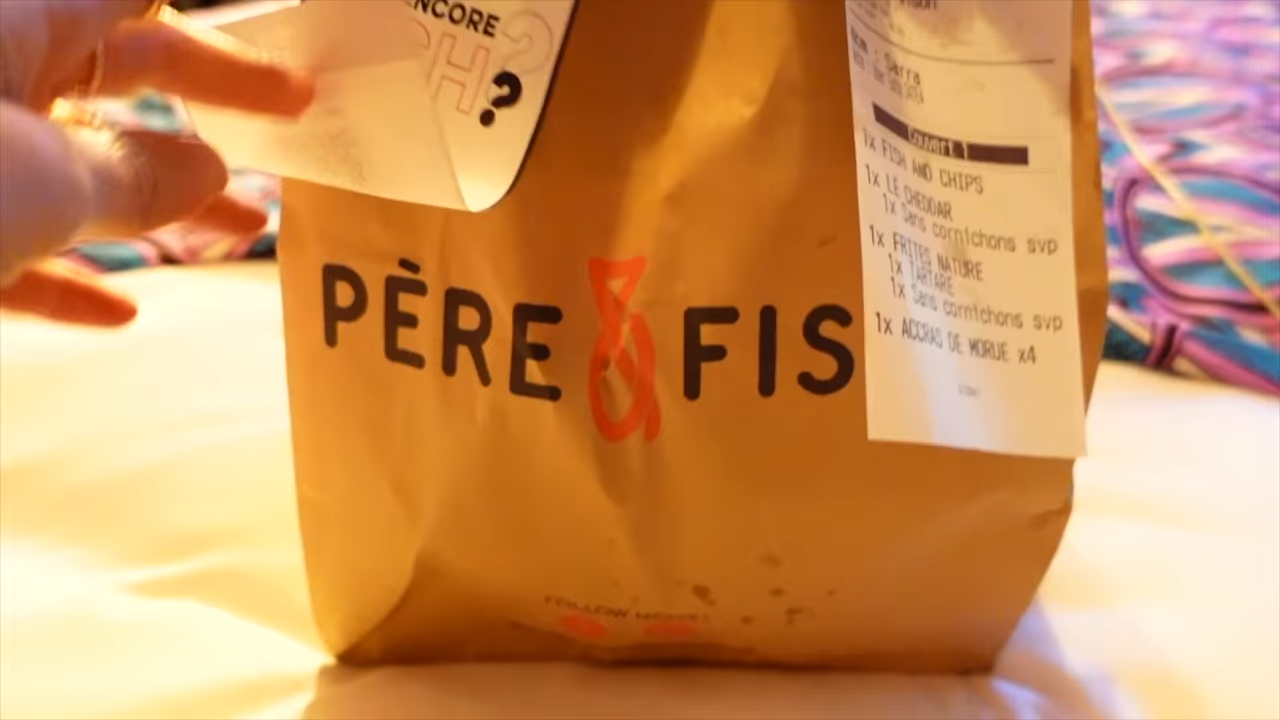 ENCORE
?
Sarra
Couvert 1
1x FISH AND CHIPS
1x LE CHEDDAR
1x Sans cornichons svp
1x FRITES NATURE
1x TARTARE
1x Sans cornichons svp
1x ACCRAS DE MORUE x4
PÈRE & FIS
FOLLOW